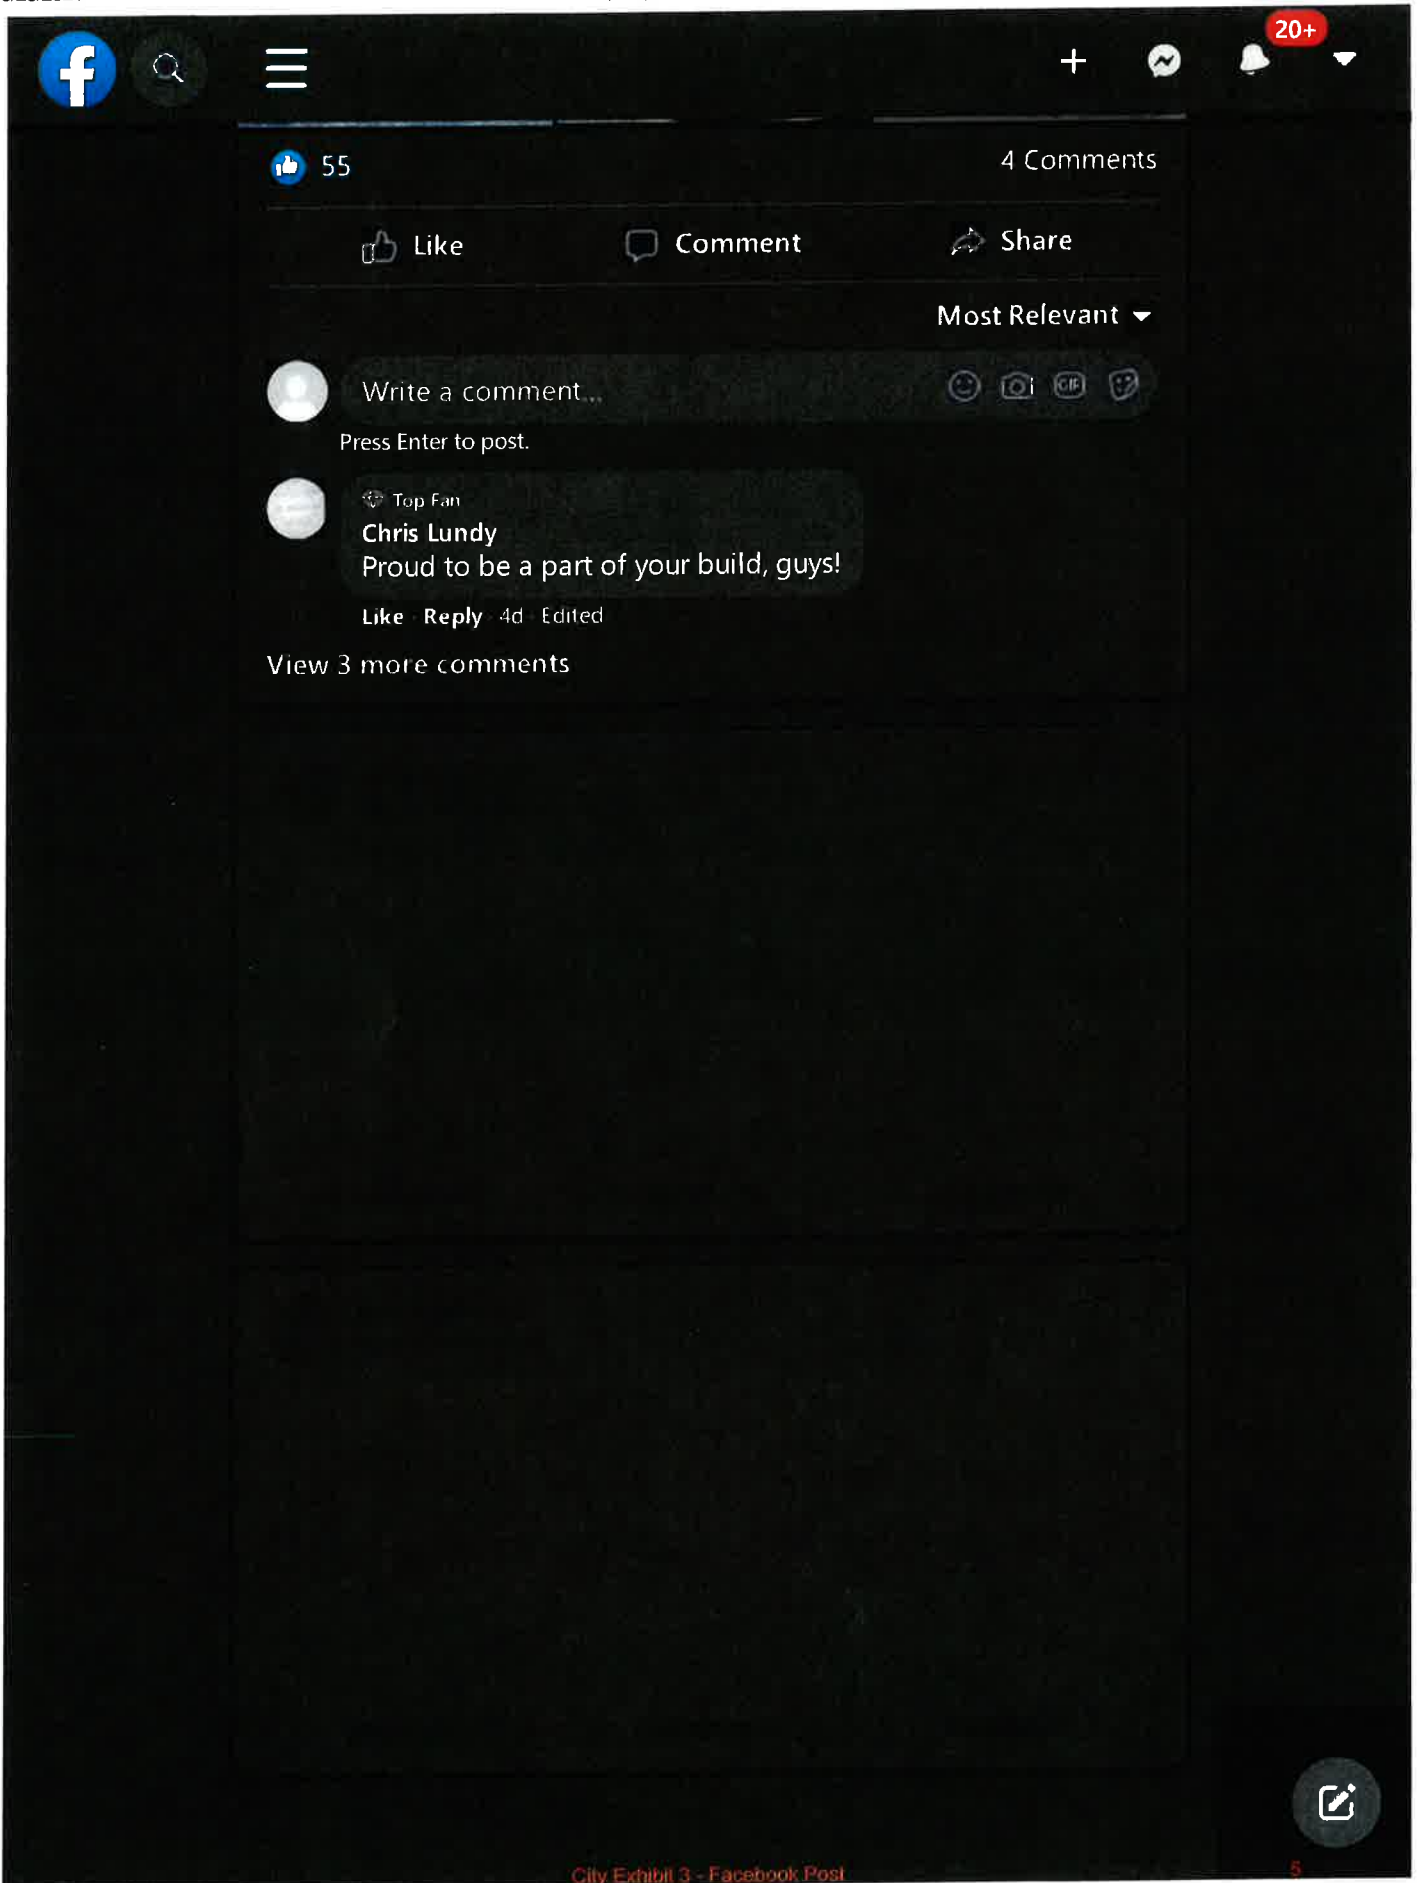 20+
55
4 Comments
Like
Comment
Share
Most Relevant
Write a comment...
GIF
Press Enter to post.
Top Fan
Chris Lundy
Proud to be a part of your build, guys!
Like · Reply · 4d · Edited
View 3 more comments
City Exhibit 3 - Facebook Post
5